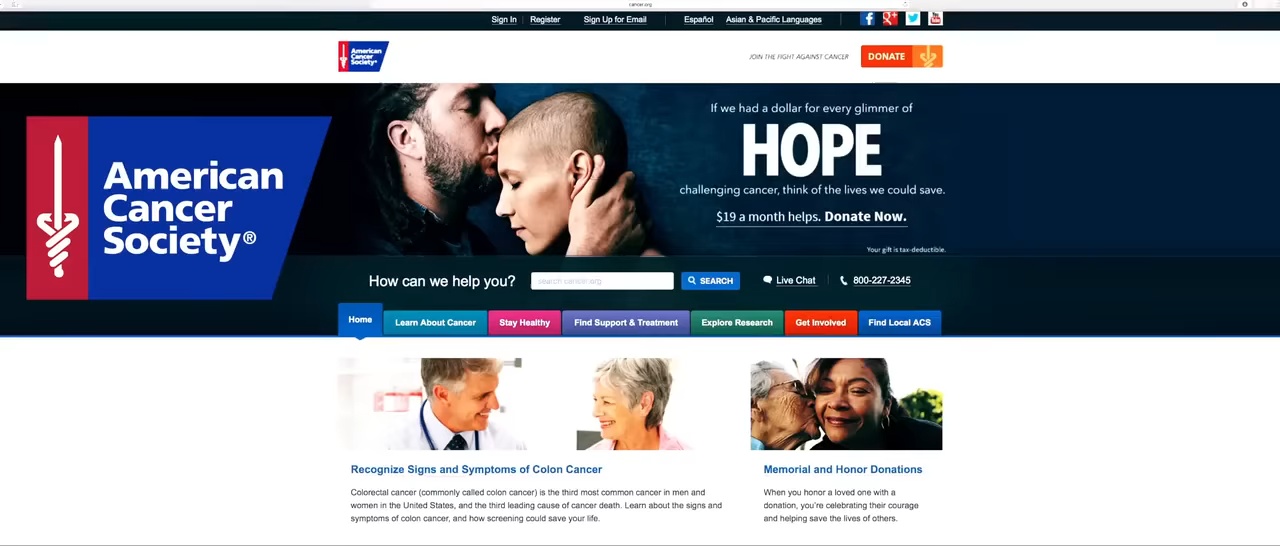 cancer.org
Sign In
Register
Sign Up for Email
Español
Asian & Pacific Languages
You
Tube
American
Cancer
Society®
JOIN THE FIGHT AGAINST CANCER
DONATE
American
Cancer
Society®
If we had a dollar for every glimmer of
HOPE
challenging cancer, think of the lives we could save.
$19 a month helps. Donate Now.
Your gift is tax-deductible.
How can we help you?
search cancer.org
SEARCH
Live Chat
800-227-2345
Home
Learn About Cancer
Stay Healthy
Find Support & Treatment
Explore Research
Get Involved
Find Local ACS
Recognize Signs and Symptoms of Colon Cancer
Colorectal cancer (commonly called colon cancer) is the third most common cancer in men and
women in the United States, and the third leading cause of cancer death. Learn about the signs and
symptoms of colon cancer, and how screening could save your life.
Memorial and Honor Donations
When you honor a loved one with a
donation, you're celebrating their courage
and helping save the lives of others.